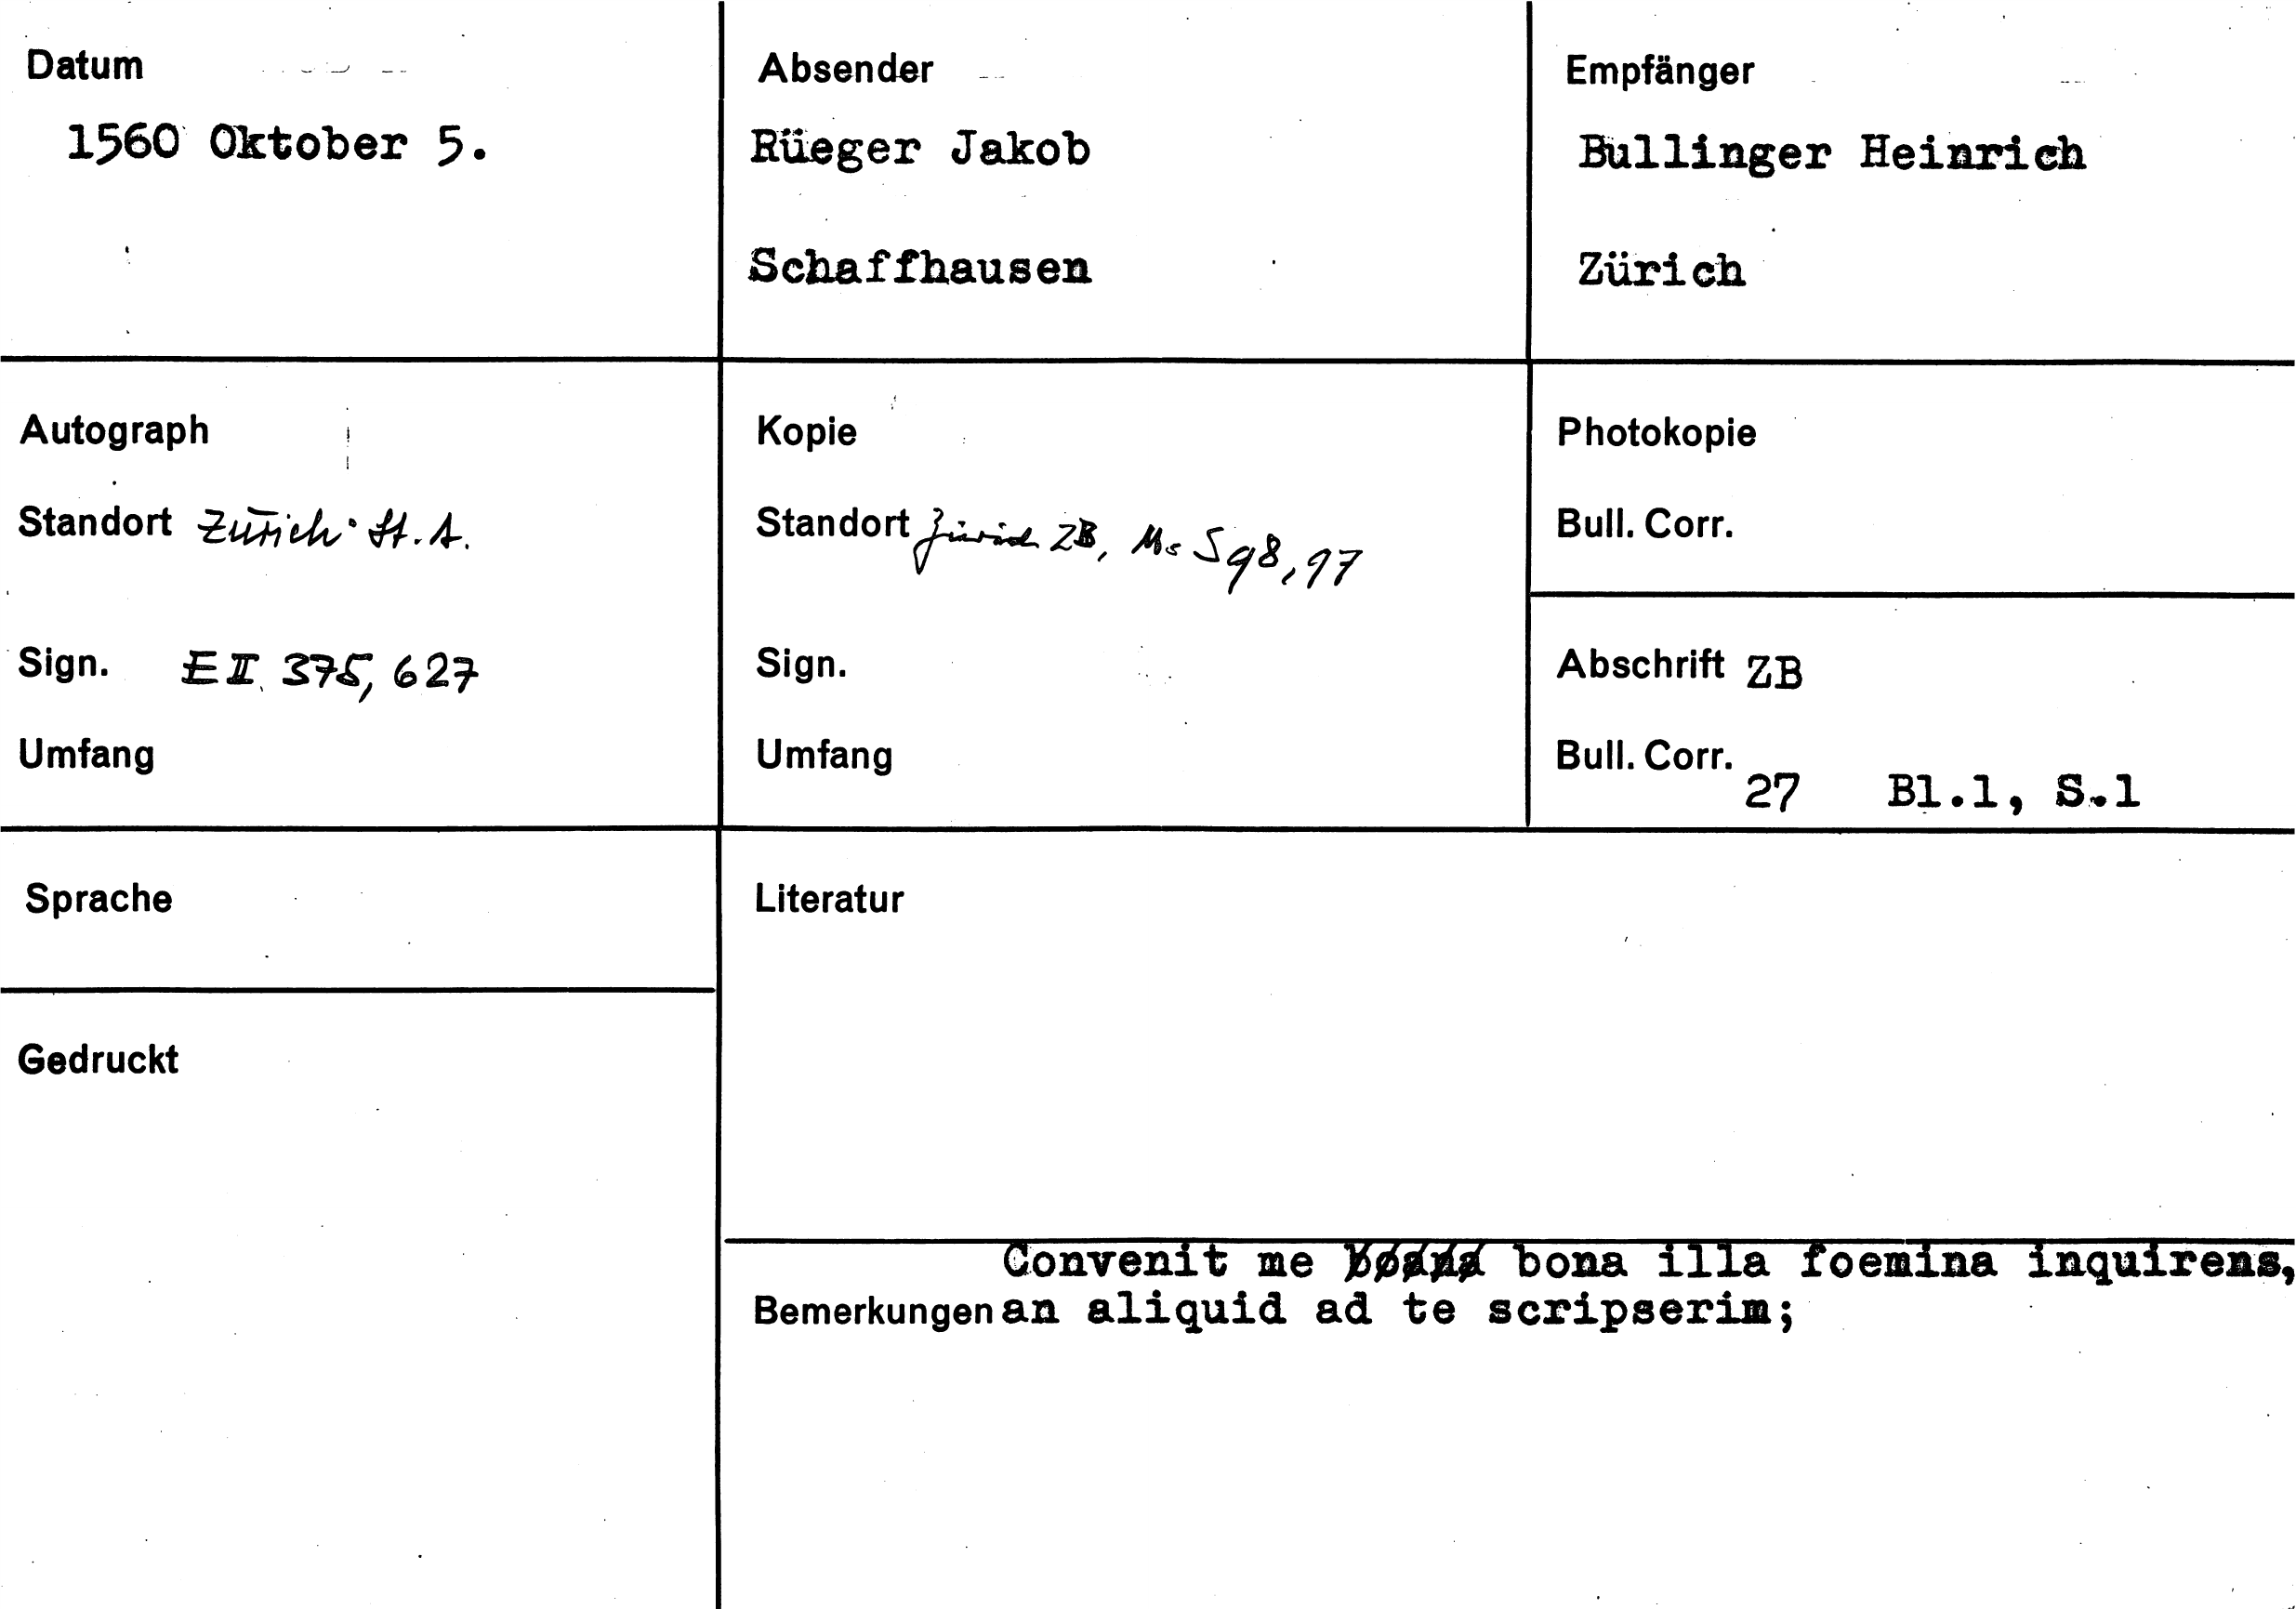 Datum
1560 Oktober 5.
Absender
Rüeger Jakob
Schaffhausen
Empfänger
Bullinger Heinrich
Zürich
Autograph
Standort Zürich St. A.
Sign. E II 375, 627
Umfang
Kopie
Standort Zürich ZB, Ms S 98, 97
Sign.
Umfang
Photokopie
Bull. Corr.
Abschrift ZB
Bull. Corr. 27 Bl.1, S.1
Sprache
Gedruckt
Literatur
Convenit me bona illa foemina inquirens,
Bemerkungen an aliquid ad te scripserim;